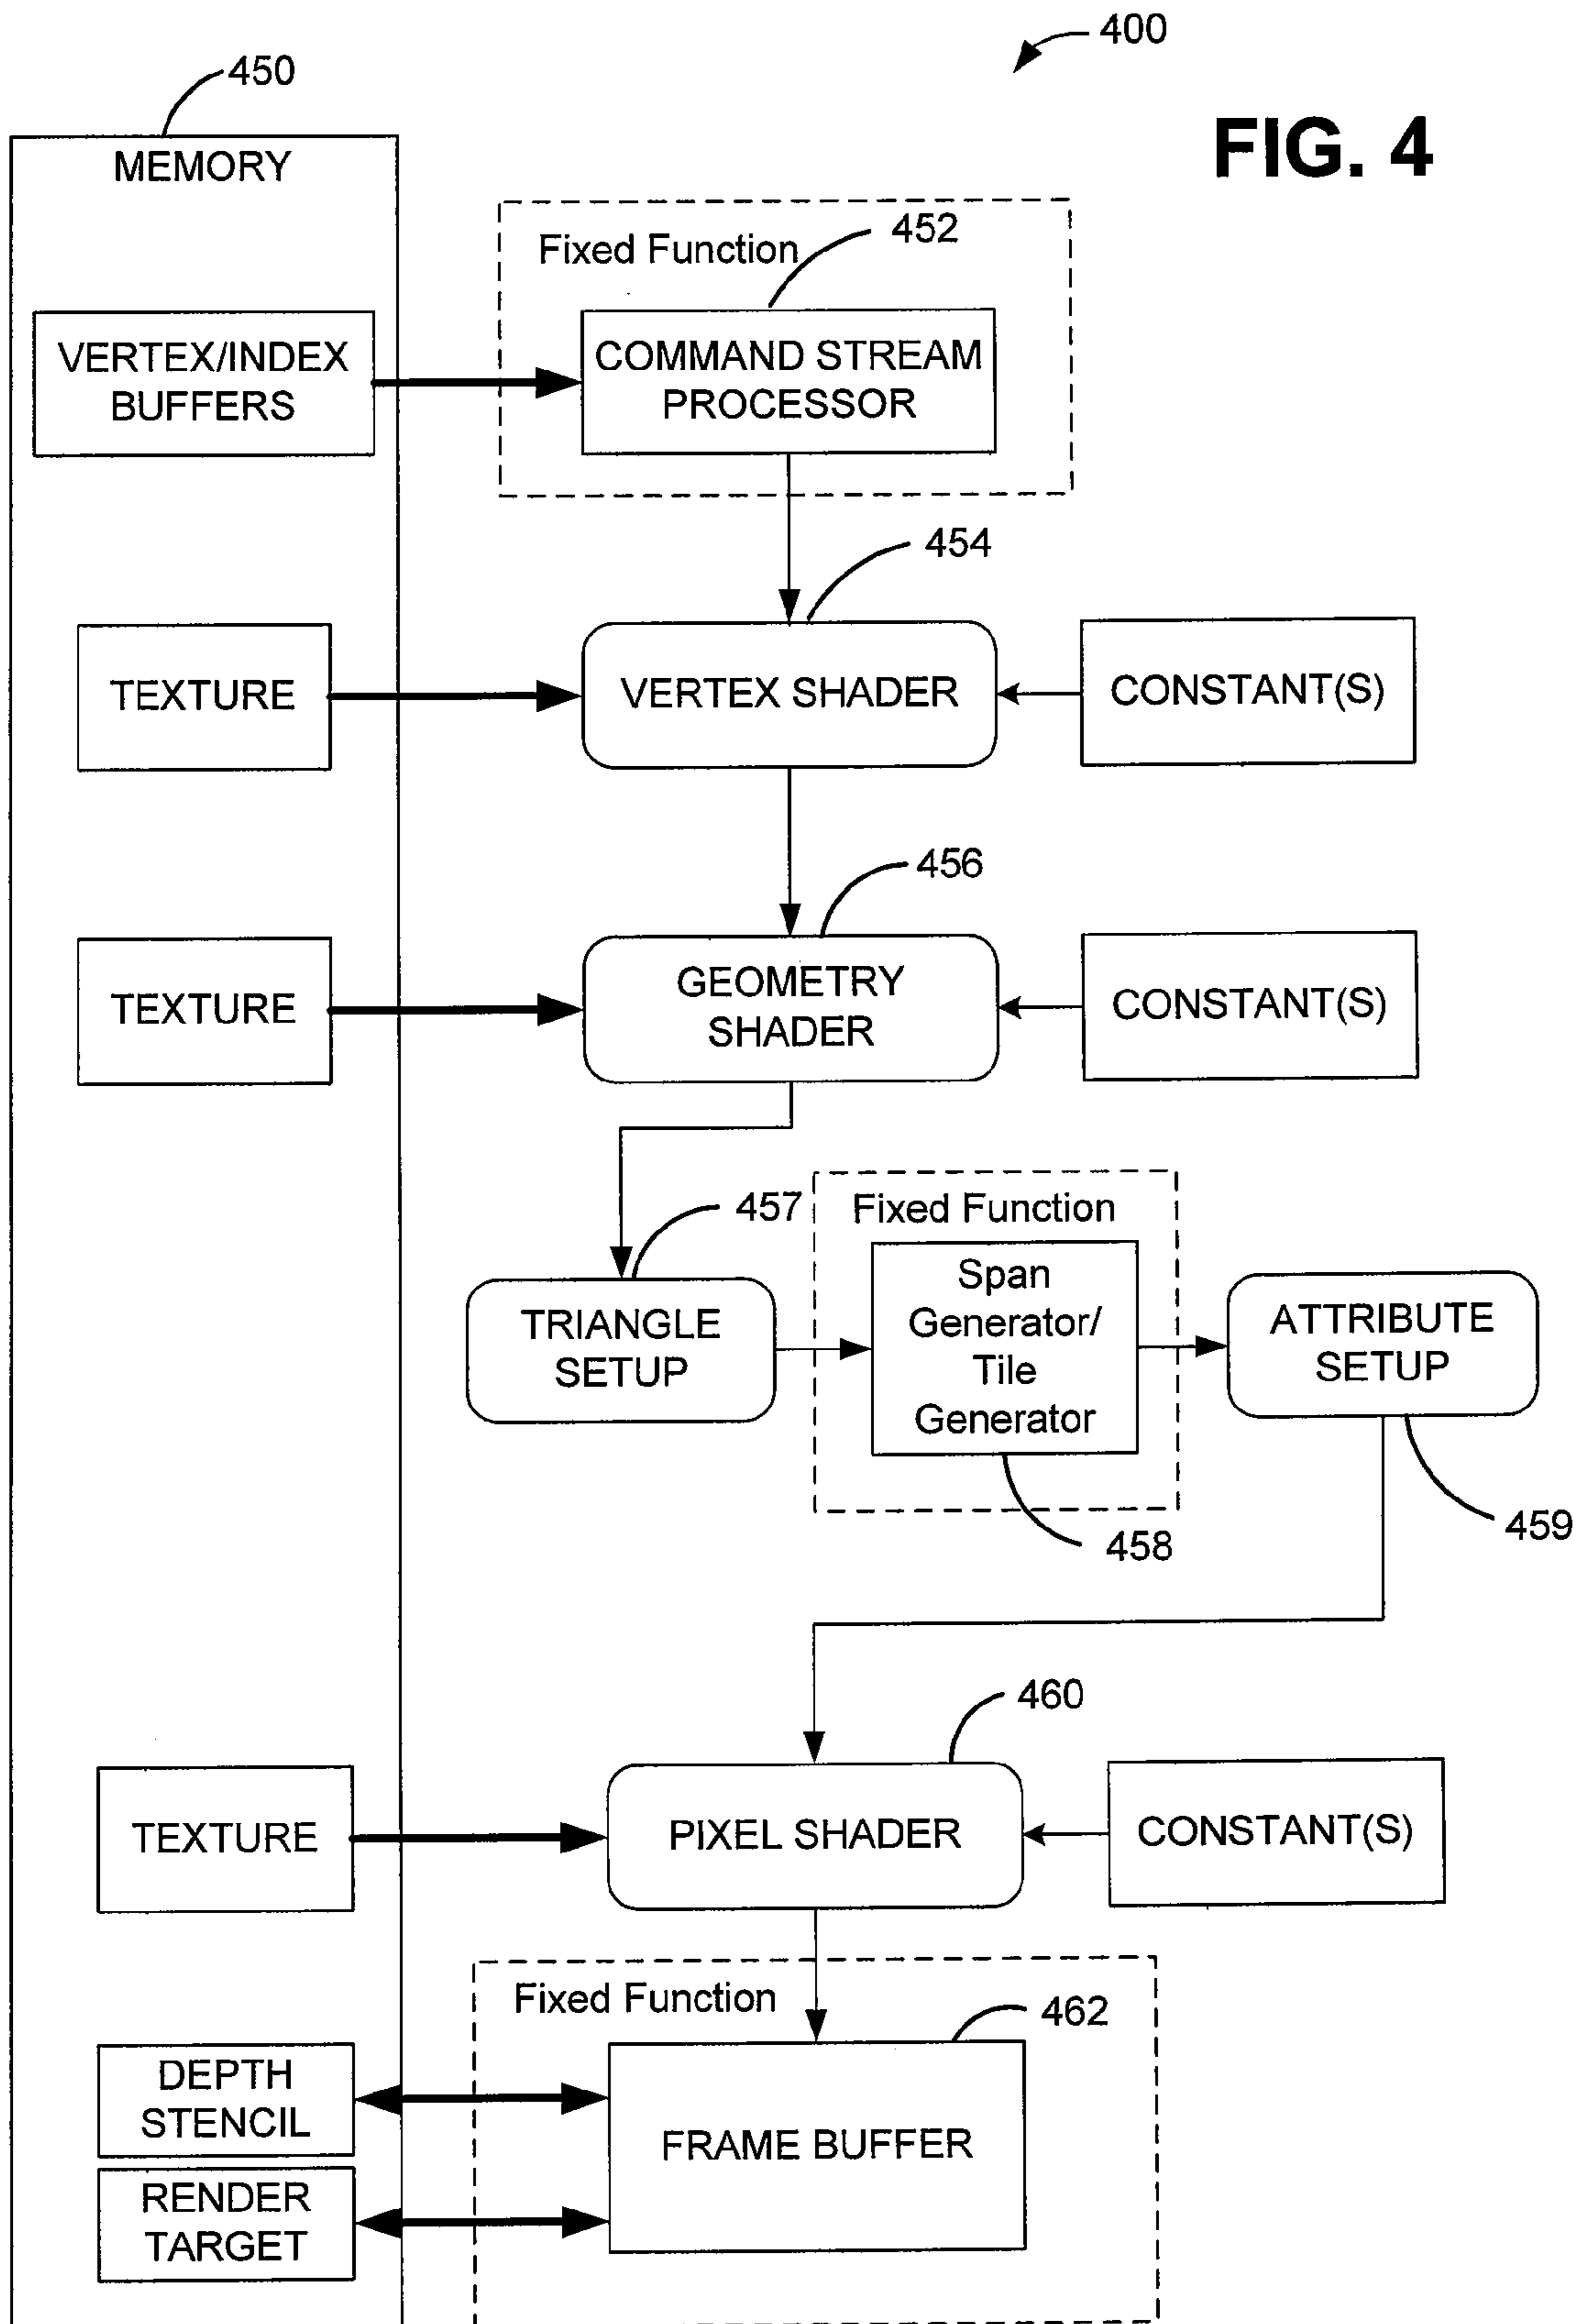 400
450
FIG. 4
MEMORY
Fixed Function
452
VERTEX/INDEX
BUFFERS
COMMAND STREAM
PROCESSOR
454
TEXTURE
VERTEX SHADER
CONSTANT(S)
456
TEXTURE
GEOMETRY
SHADER
CONSTANT(S)
457
Fixed Function
TRIANGLE
SETUP
Span
Generator/
Tile
Generator
ATTRIBUTE
SETUP
458
459
460
TEXTURE
PIXEL SHADER
CONSTANT(S)
Fixed Function
462
DEPTH
STENCIL
FRAME BUFFER
RENDER
TARGET